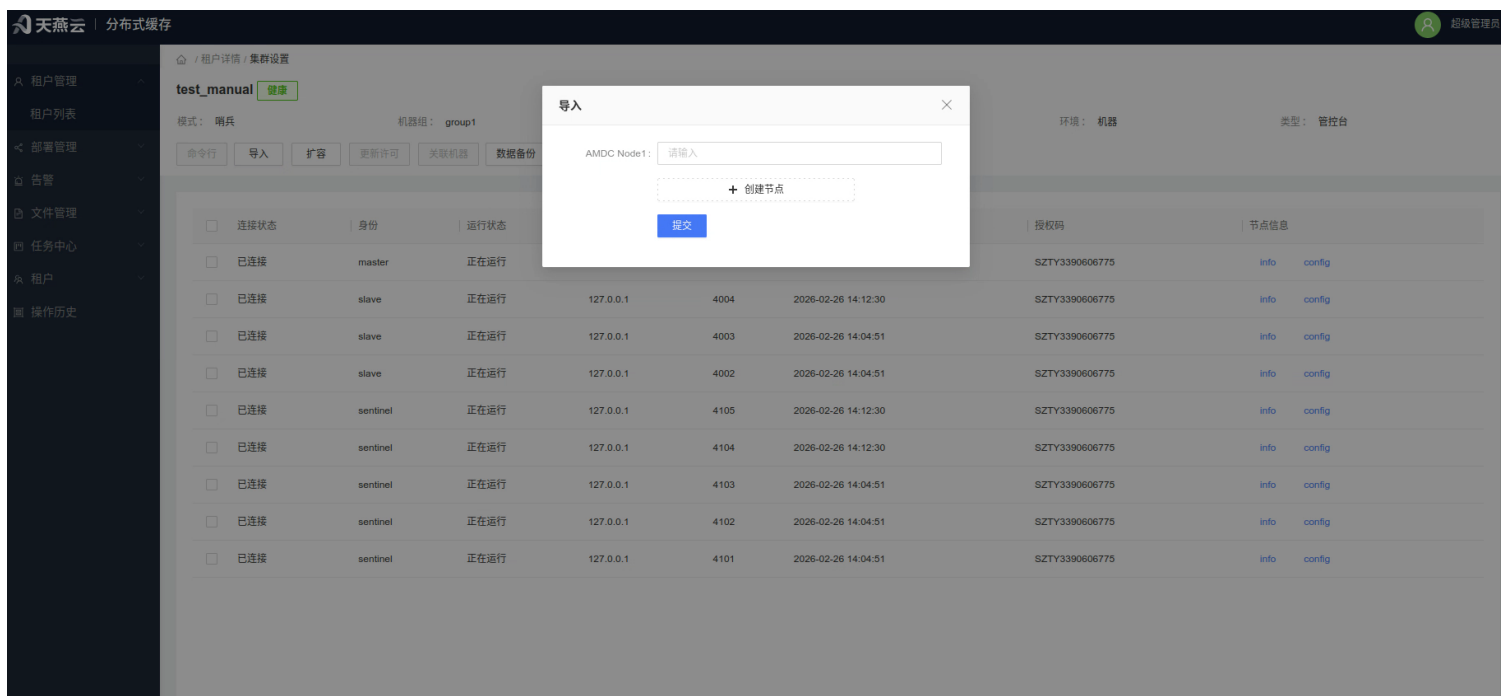 天燕云 | 分布式缓存
超级管理员
租户管理
租户列表
部署管理
告警
文件管理
任务中心
租户
操作历史
/ 租户详情 / 集群设置
test_manual 健康
模式： 哨兵 机器组： group1 环境： 机器 类型： 管控台
命令行 导入 扩容 更新许可 关联机器 数据备份
导入
AMDC Node1: 请输入
+ 创建节点
提交
连接状态 身份 运行状态 授权码 节点信息
已连接 master 正在运行 SZTY3390606775 info config
已连接 slave 正在运行 127.0.0.1 4004 2026-02-26 14:12:30 SZTY3390606775 info config
已连接 slave 正在运行 127.0.0.1 4003 2026-02-26 14:04:51 SZTY3390606775 info config
已连接 slave 正在运行 127.0.0.1 4002 2026-02-26 14:04:51 SZTY3390606775 info config
已连接 sentinel 正在运行 127.0.0.1 4105 2026-02-26 14:12:30 SZTY3390606775 info config
已连接 sentinel 正在运行 127.0.0.1 4104 2026-02-26 14:12:30 SZTY3390606775 info config
已连接 sentinel 正在运行 127.0.0.1 4103 2026-02-26 14:04:51 SZTY3390606775 info config
已连接 sentinel 正在运行 127.0.0.1 4102 2026-02-26 14:04:51 SZTY3390606775 info config
已连接 sentinel 正在运行 127.0.0.1 4101 2026-02-26 14:04:51 SZTY3390606775 info config